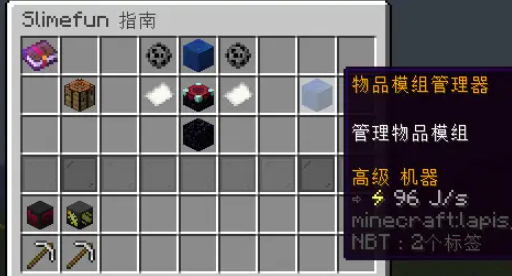 Slimefun 指南
物品模组管理器
管理物品模组
高级 机器
⇨ ⚡ 96 J/s
minecraft:lapis_
NBT：2个标签